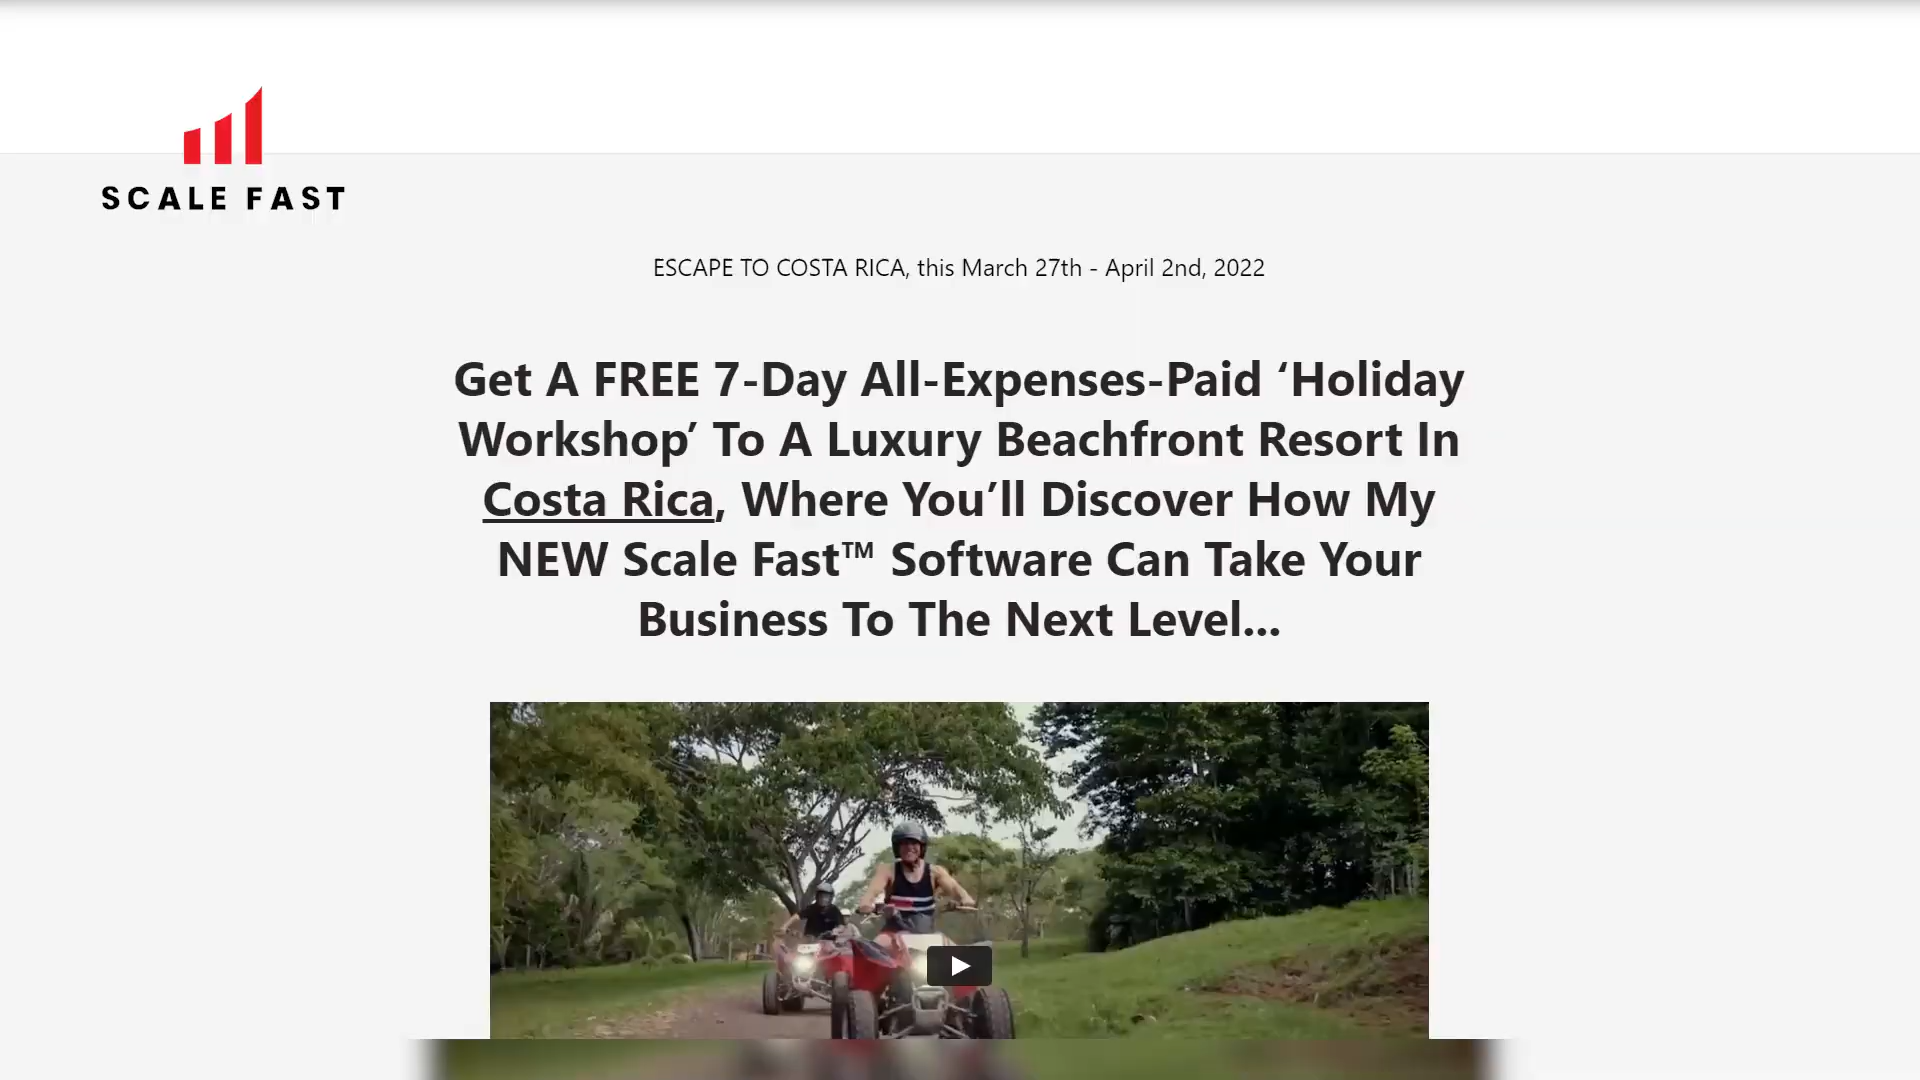 SCALE FAST
ESCAPE TO COSTA RICA, this March 27th - April 2nd, 2022
Get A FREE 7-Day All-Expenses-Paid ‘Holiday
Workshop’ To A Luxury Beachfront Resort In
Costa Rica, Where You’ll Discover How My
NEW Scale Fast™ Software Can Take Your
Business To The Next Level...